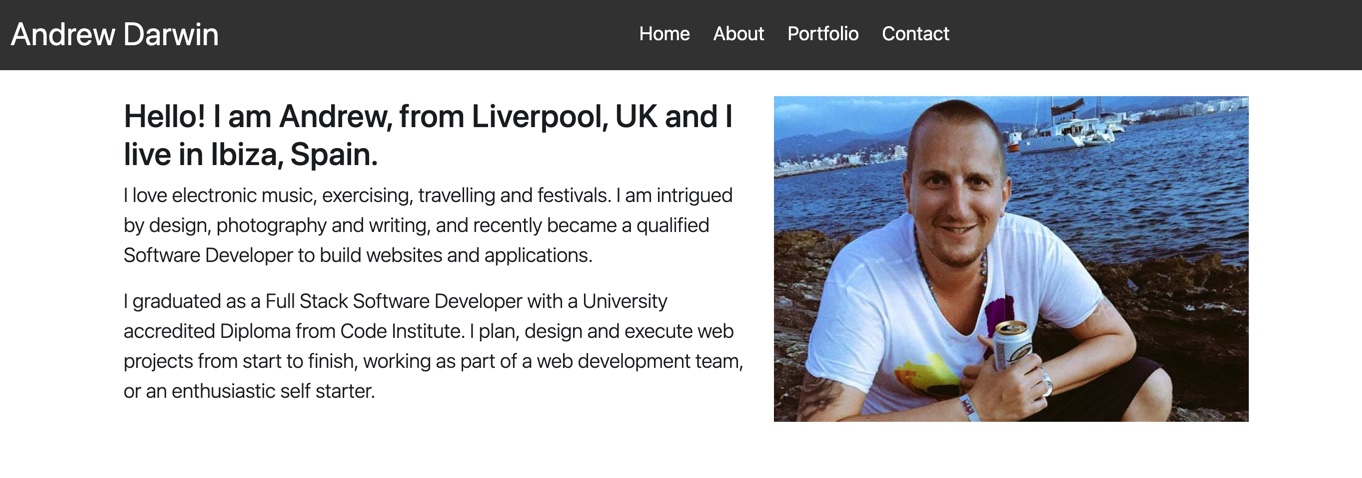 Andrew Darwin
Home About Portfolio Contact
Hello! I am Andrew, from Liverpool, UK and I
live in Ibiza, Spain.
I love electronic music, exercising, travelling and festivals. I am intrigued
by design, photography and writing, and recently became a qualified
Software Developer to build websites and applications.
I graduated as a Full Stack Software Developer with a University
accredited Diploma from Code Institute. I plan, design and execute web
projects from start to finish, working as part of a web development team,
or an enthusiastic self starter.